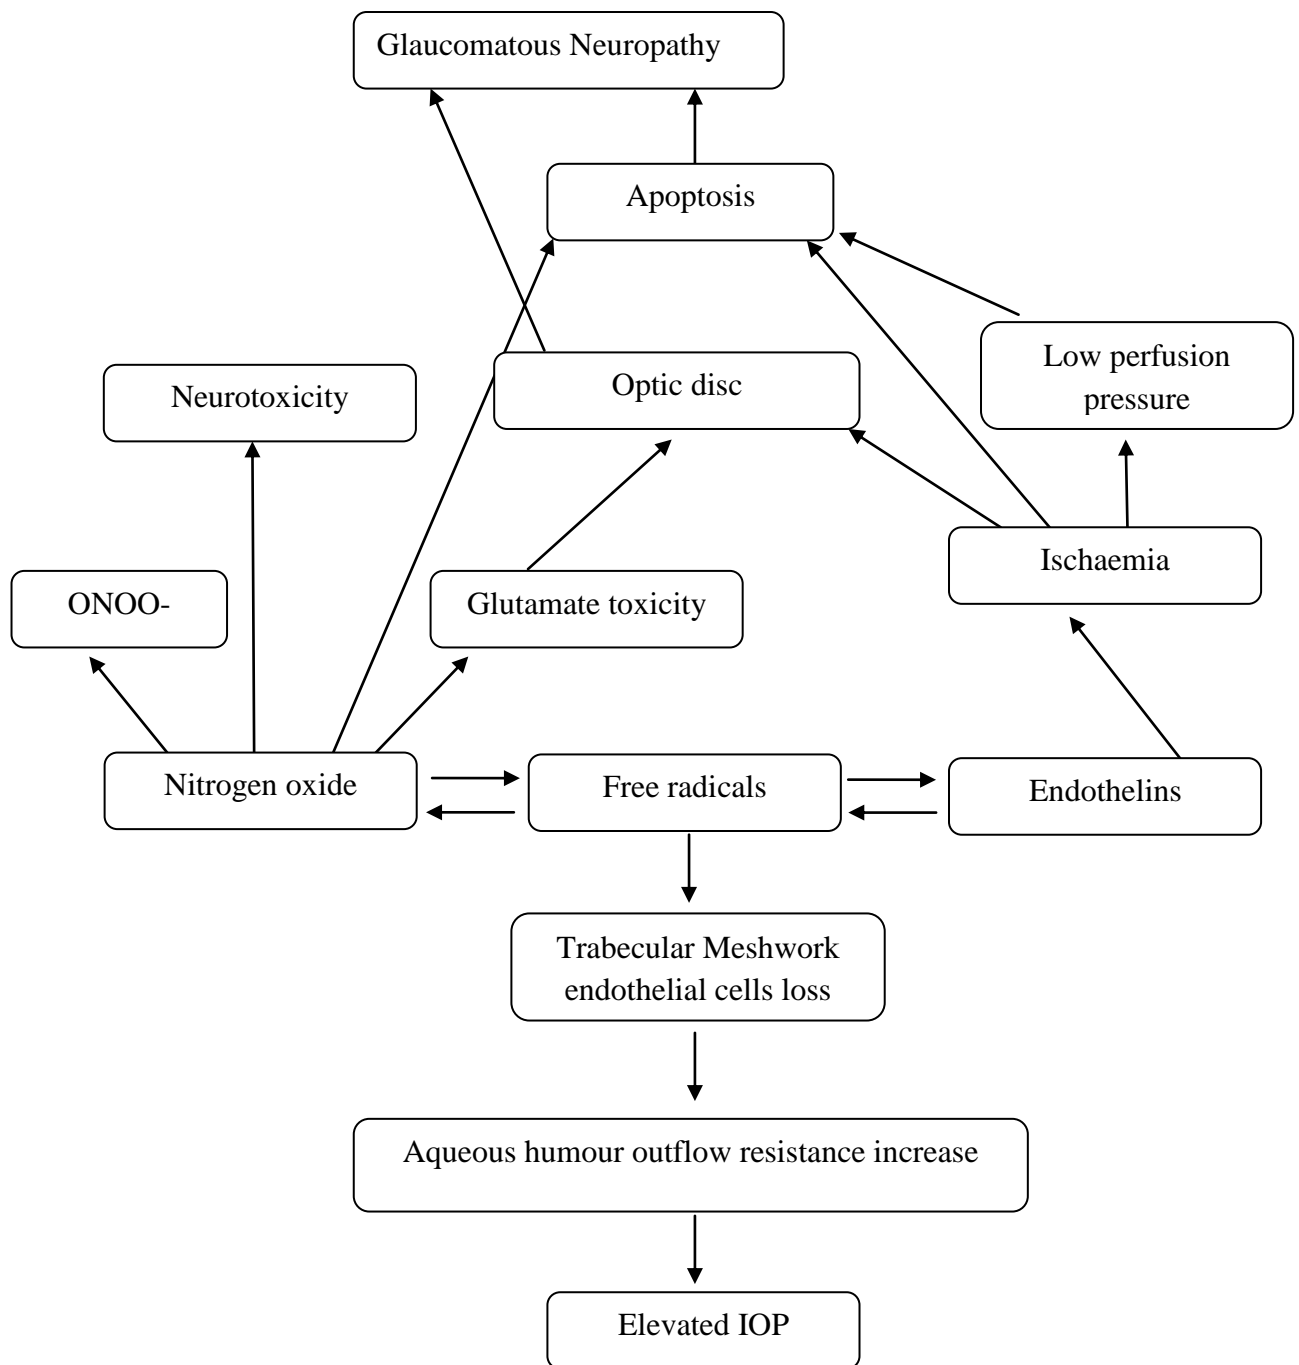 Glaucomatous Neuropathy
Apoptosis
Low perfusion
pressure
Neurotoxicity
Optic disc
Ischaemia
ONOO-
Glutamate toxicity
Nitrogen oxide
Free radicals
Endothelins
Trabecular Meshwork
endothelial cells loss
Aqueous humour outflow resistance increase
Elevated IOP